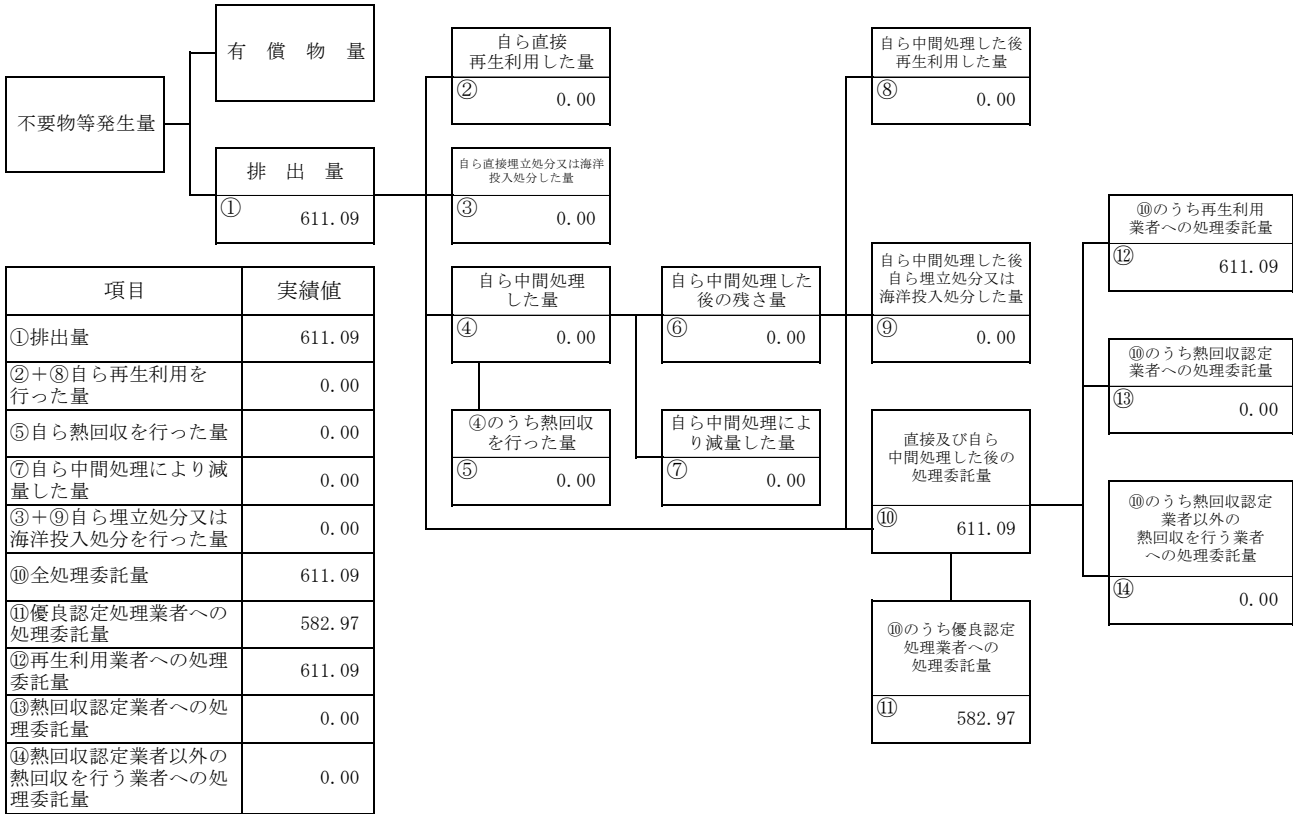 有償物量
不要物等発生量
排出量
①
611.09
自ら直接
再生利用した量
②
0.00
自ら直接埋立処分又は海洋
投入処分した量
③
0.00
自ら中間処理
した量
④
0.00
④のうち熱回収
を行った量
⑤
0.00
自ら中間処理した
後の残さ量
⑥
0.00
自ら中間処理によ
り減量した量
⑦
0.00
自ら中間処理した後
再生利用した量
⑧
0.00
自ら中間処理した後
自ら埋立処分又は
海洋投入処分した量
⑨
0.00
直接及び自ら
中間処理した後の
処理委託量
⑩
611.09
⑩のうち優良認定
処理業者への
処理委託量
⑪
582.97
⑩のうち再生利用
業者への処理委託量
⑫
611.09
⑩のうち熱回収認定
業者への処理委託量
⑬
0.00
⑩のうち熱回収認定
業者以外の
熱回収を行う業者
への処理委託量
⑭
0.00
項目 実績値
①排出量 611.09
②＋⑧自ら再生利用を
行った量 0.00
⑤自ら熱回収を行った量 0.00
⑦自ら中間処理により減
量した量 0.00
③＋⑨自ら埋立処分又は
海洋投入処分を行った量 0.00
⑩全処理委託量 611.09
⑪優良認定処理業者への
処理委託量 582.97
⑫再生利用業者への処理
委託量 611.09
⑬熱回収認定業者への処
理委託量 0.00
⑭熱回収認定業者以外の
熱回収を行う業者への処
理委託量 0.00